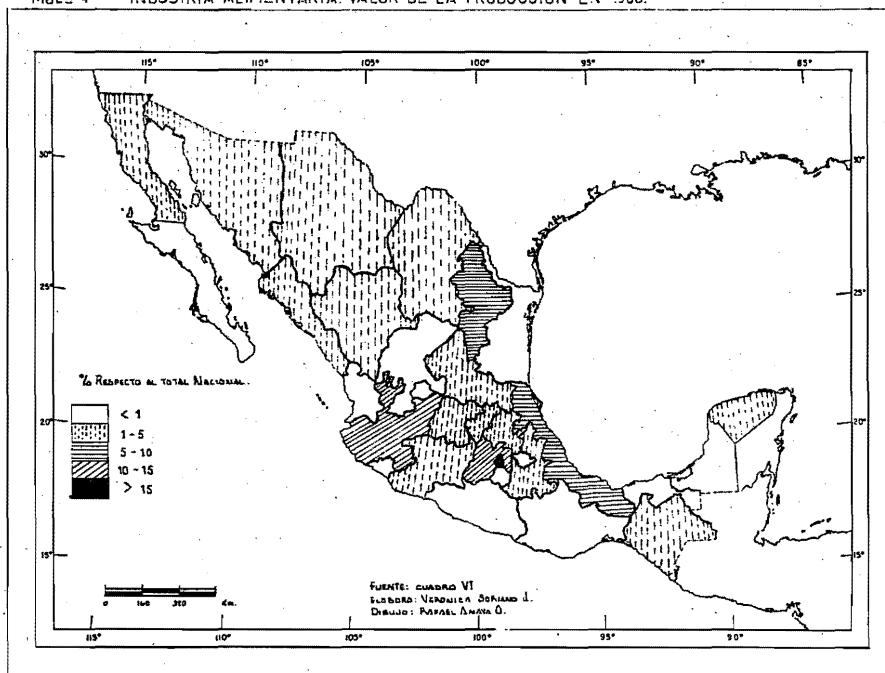 INDUSTRIA ALIMENTARIA: VALOR DE LA PRODUCCION EN
115° 110° 105° 100° 95° 90° 85°
30° 30°
25° 25°
% RESPECTO AL TOTAL NACIONAL.
< 1
20° 20°
1 - 5
5 - 10
10 - 15
> 15
15° 15°
FUENTE: CUADRO VI
ELABORO: VERONICA SORIANO J.
DIBUJO: RAFAEL ANAYA O.
0 160 320 Km.
115° 110° 105° 100° 95° 90°